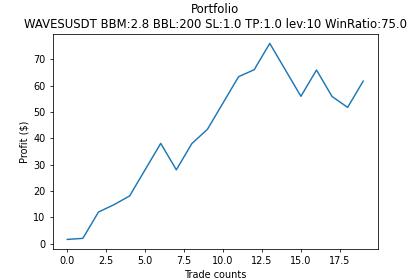 Portfolio
WAVESUSDT BBM:2.8 BBL:200 SL:1.0 TP:1.0 lev:10 WinRatio:75.0
Profit ($)
70
60
50
40
30
20
10
0
0.0 2.5 5.0 7.5 10.0 12.5 15.0 17.5
Trade counts